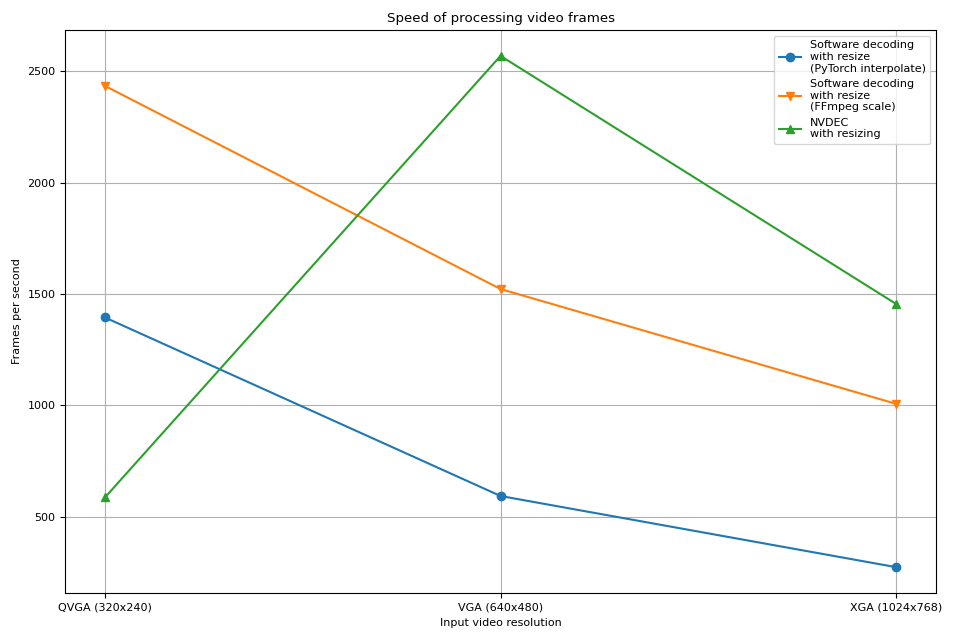 Speed of processing video frames
Software decoding
with resize
(PyTorch interpolate)
Software decoding
with resize
(FFmpeg scale)
NVDEC
with resizing
Frames per second
2500
2000
1500
1000
500
QVGA (320x240)
VGA (640x480)
XGA (1024x768)
Input video resolution